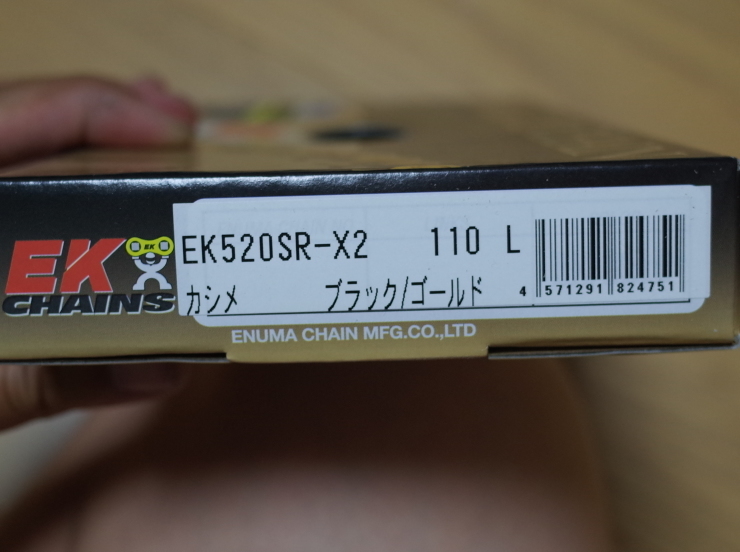 EK
CHAINS
EK
EK520SR-X2 110 L
カシメ ブラック/ゴールド
4 571291 824751
ENUMA CHAIN MFG.CO.,LTD